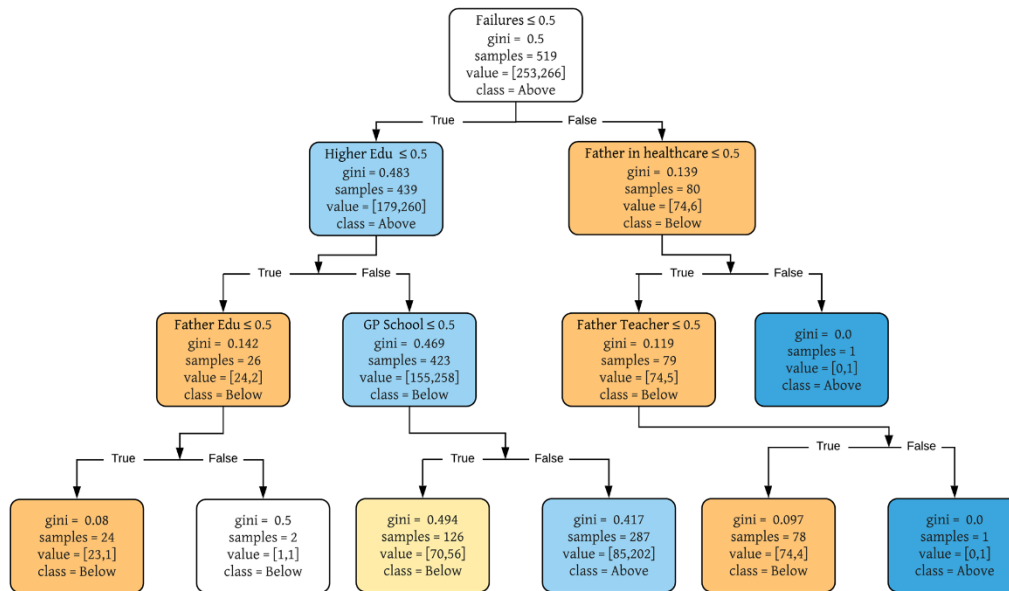 Failures ≤ 0.5
gini = 0.5
samples = 519
value = [253,266]
class = Above
True
False
Higher Edu ≤ 0.5
gini = 0.483
samples = 439
value = [179,260]
class = Above
Father in healthcare ≤ 0.5
gini = 0.139
samples = 80
value = [74,6]
class = Below
True
False
True
False
Father Edu ≤ 0.5
gini = 0.142
samples = 26
value = [24,2]
class = Below
GP School ≤ 0.5
gini = 0.469
samples = 423
value = [155,258]
class = Below
Father Teacher ≤ 0.5
gini = 0.119
samples = 79
value = [74,5]
class = Below
gini = 0.0
samples = 1
value = [0,1]
class = Above
True
False
True
False
True
False
gini = 0.08
samples = 24
value = [23,1]
class = Below
gini = 0.5
samples = 2
value = [1,1]
class = Below
gini = 0.494
samples = 126
value = [70,56]
class = Below
gini = 0.417
samples = 287
value = [85,202]
class = Above
gini = 0.097
samples = 78
value = [74,4]
class = Below
gini = 0.0
samples = 1
value = [0,1]
class = Above